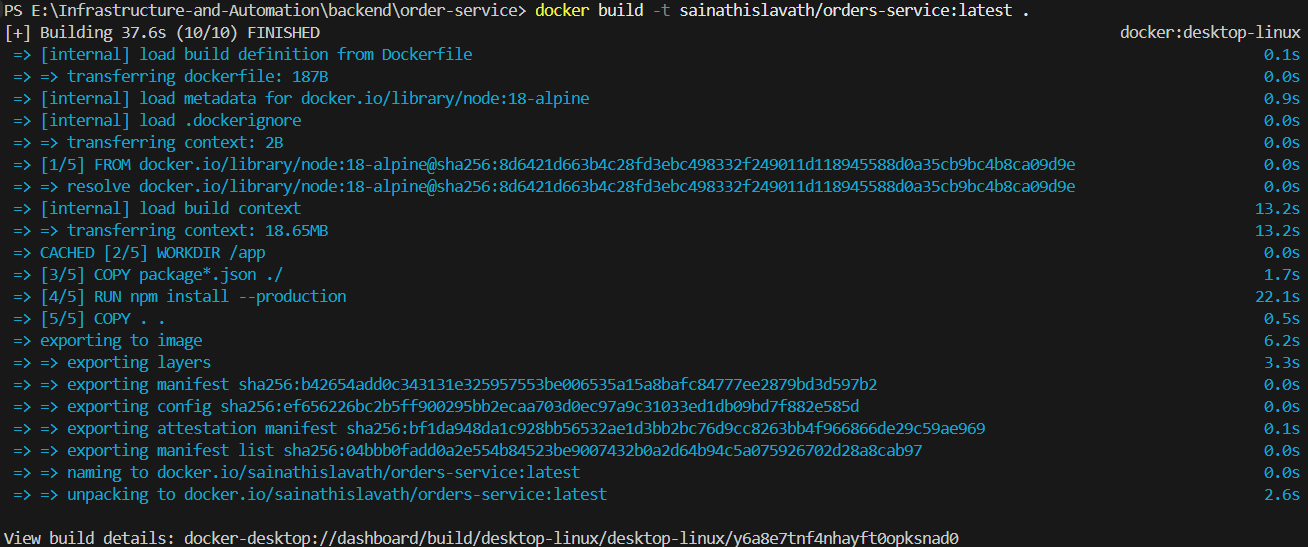 PS E:\Infrastructure-and-Automation\backend\order-service> docker build -t sainathislavath/orders-service:latest .
[+] Building 37.6s (10/10) FINISHED docker:desktop-linux
=> [internal] load build definition from Dockerfile 0.1s
=> => transferring dockerfile: 187B 0.0s
=> [internal] load metadata for docker.io/library/node:18-alpine 0.9s
=> [internal] load .dockerignore 0.0s
=> => transferring context: 2B 0.0s
=> [1/5] FROM docker.io/library/node:18-alpine@sha256:8d6421d663b4c28fd3ebc498332f249011d118945588d0a35cb9bc4b8ca09d9e 0.0s
=> => resolve docker.io/library/node:18-alpine@sha256:8d6421d663b4c28fd3ebc498332f249011d118945588d0a35cb9bc4b8ca09d9e 0.0s
=> [internal] load build context 13.2s
=> => transferring context: 18.65MB 13.2s
=> CACHED [2/5] WORKDIR /app 0.0s
=> [3/5] COPY package*.json ./ 1.7s
=> [4/5] RUN npm install --production 22.1s
=> [5/5] COPY . . 0.5s
=> exporting to image 6.2s
=> => exporting layers 3.3s
=> => exporting manifest sha256:b42654add0c343131e325957553be006535a15a8bafc84777ee2879bd3d597b2 0.0s
=> => exporting config sha256:ef656226bc2b5ff900295bb2ecaa703d0ec97a9c31033ed1db09bd7f882e585d 0.0s
=> => exporting attestation manifest sha256:bf1da948da1c928bb56532ae1d3bb2bc76d9cc8263bb4f966866de29c59ae969 0.1s
=> => exporting manifest list sha256:04bbb0fadd0a2e554b84523be9007432b0a2d64b94c5a075926702d28a8cab97 0.0s
=> => naming to docker.io/sainathislavath/orders-service:latest 0.0s
=> => unpacking to docker.io/sainathislavath/orders-service:latest 2.6s
View build details: docker-desktop://dashboard/build/desktop-linux/desktop-linux/y6a8e7tnf4nhayft0opksnad0